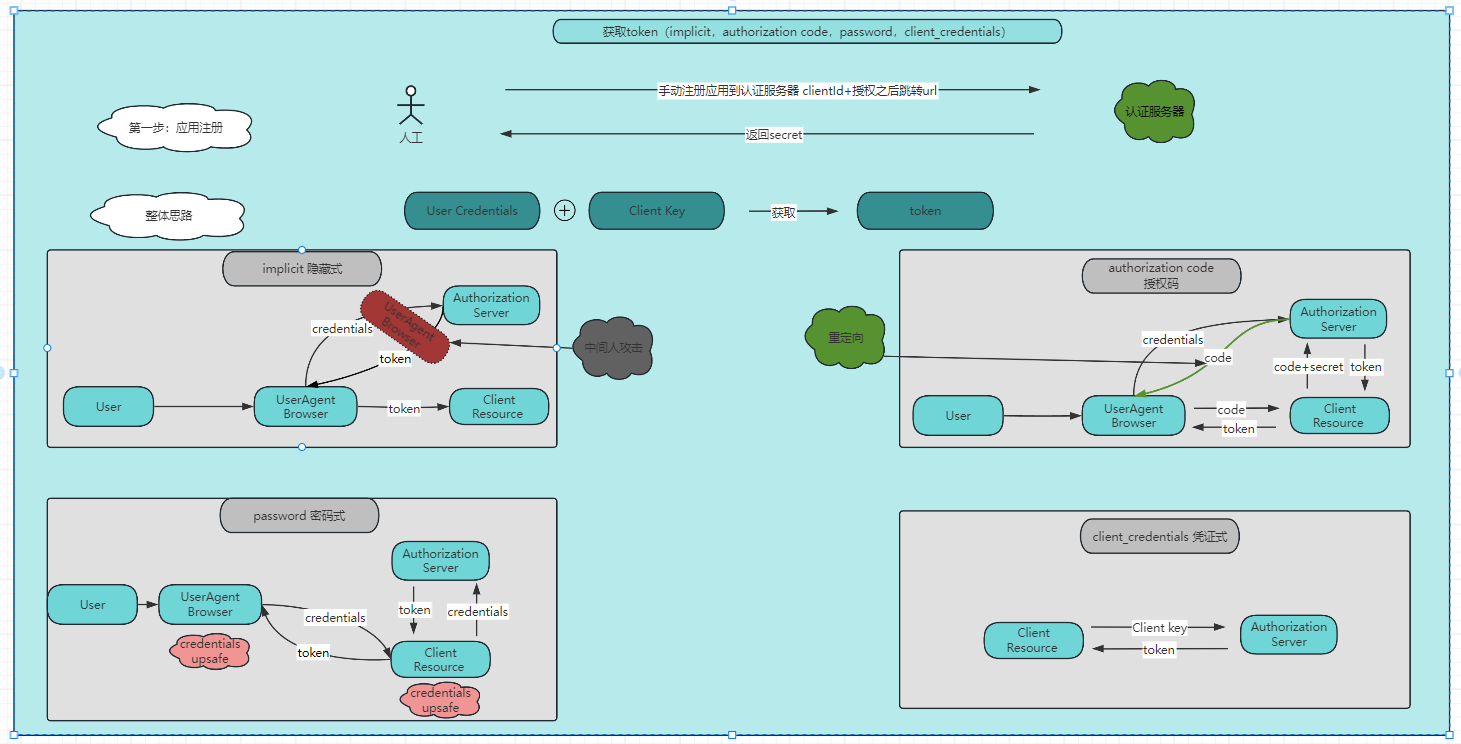 获取token（implicit，authorization code，password，client_credentials）
手动注册应用到认证服务器 clientId+授权之后跳转url
第一步：应用注册
人工
认证服务器
返回secret
整体思路
User Credentials
Client Key
获取
token
implicit 隐藏式
Authorization
Server
UserAgent
Browser
credentials
token
中间人攻击
User
UserAgent
Browser
token
Client
Resource
authorization code
授权码
重定向
Authorization
Server
credentials
code
code+secret
token
User
UserAgent
Browser
code
token
Client
Resource
password 密码式
Authorization
Server
User
UserAgent
Browser
credentials
token
credentials
token
Client
Resource
credentials
upsafe
credentials
upsafe
client_credentials 凭证式
Client
Resource
Client key
token
Authorization
Server